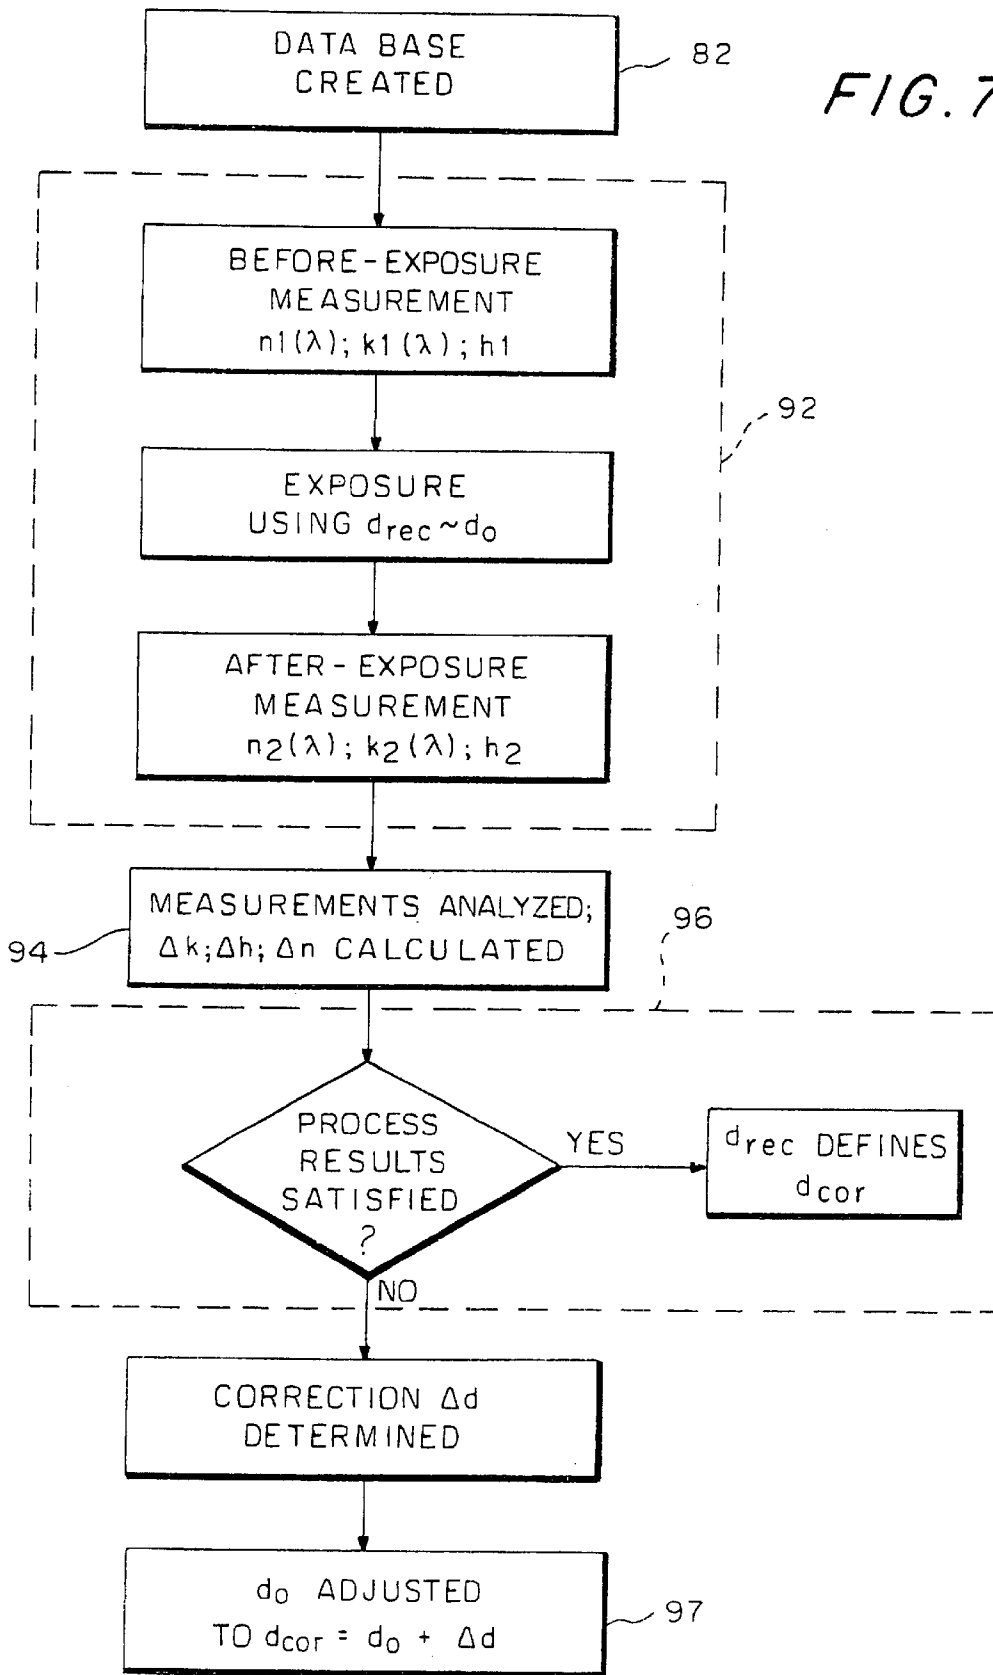 DATA BASE
CREATED
82
FIG. 7
BEFORE-EXPOSURE
MEASUREMENT
n1(λ); k1(λ); h1
92
EXPOSURE
USING drec~do
AFTER-EXPOSURE
MEASUREMENT
n2(λ); k2(λ); h2
MEASUREMENTS ANALYZED;
Δk; Δh; Δn CALCULATED
94
96
PROCESS
RESULTS
SATISFIED
?
YES
drec DEFINES
dcor
NO
CORRECTION Δd
DETERMINED
do ADJUSTED
TO dcor = do + Δd
97